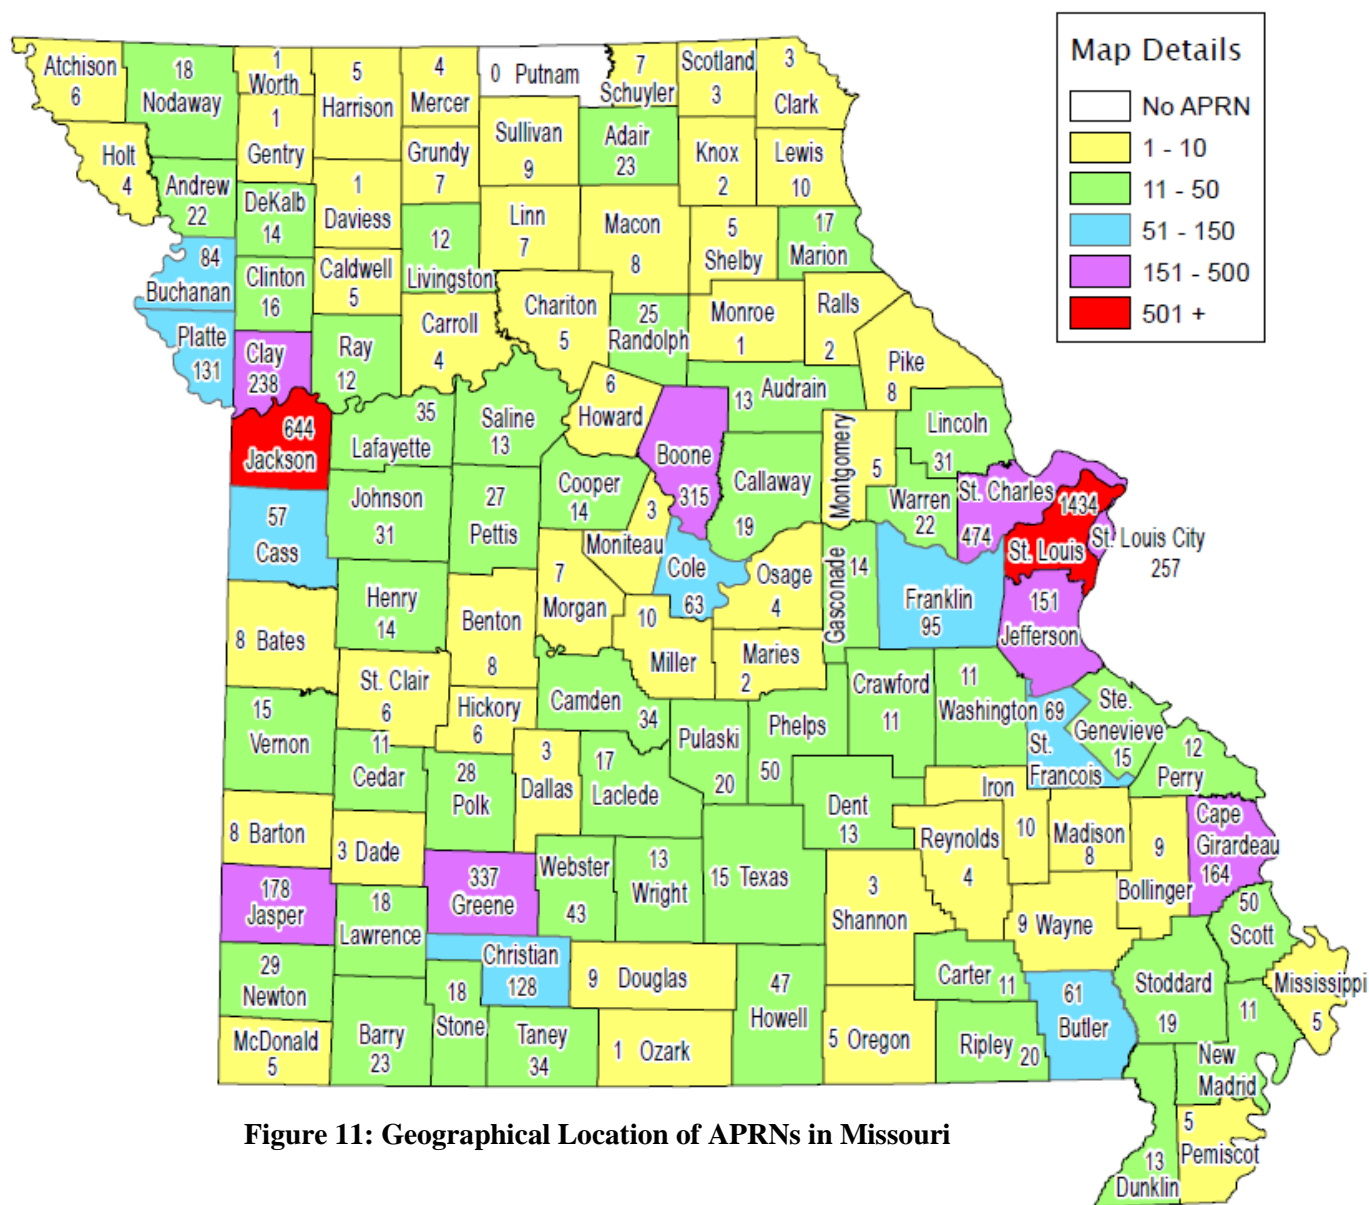 Map Details
No APRN
1 - 10
11 - 50
51 - 150
151 - 500
501 +
Atchison
6
18
Nodaway
1
Worth
5
Harrison
4
Mercer
0 Putnam
7
Schuyler
Scotland
3
3
Clark
Holt
4
Andrew
22
1
Gentry
Grundy
7
Sullivan
9
Adair
23
Knox
2
Lewis
10
DeKalb
14
1
Daviess
12
Livingston
Linn
7
Macon
8
5
Shelby
17
Marion
84
Buchanan
Clinton
16
Caldwell
5
Carroll
4
Chariton
5
25
Randolph
Monroe
1
Ralls
2
Pike
8
Platte
131
Clay
238
Ray
12
6
Howard
13 Audrain
644
Jackson
35
Lafayette
Saline
13
Boone
315
Callaway
19
Montgomery
5
Lincoln
31
Warren
22
St. Charles
474
1434
St. Louis
St. Louis City
257
57
Cass
Johnson
31
27
Pettis
Cooper
14
3
Moniteau
Cole
63
Osage
4
Gasconade
14
Franklin
95
151
Jefferson
8 Bates
Henry
14
Benton
8
7
Morgan
10
Miller
Maries
2
St. Clair
6
Hickory
6
Camden
34
Pulaski
20
Phelps
50
Crawford
11
11
Washington
69
St.
Francois
Ste.
Genevieve
15
12
Perry
15
Vernon
11
Cedar
28
Polk
3
Dallas
17
Laclede
Dent
13
Iron
10
Reynolds
4
Madison
8
9
Bollinger
Cape
Girardeau
164
8 Barton
3 Dade
337
Greene
Webster
43
13
Wright
15 Texas
3
Shannon
9 Wayne
50
Scott
178
Jasper
18
Lawrence
Christian
128
9 Douglas
47
Howell
Carter 11
61
Butler
Stoddard
19
Mississippi
5
29
Newton
McDonald
5
Barry
23
18
Stone
Taney
34
1 Ozark
5 Oregon
Ripley 20
11
New
Madrid
5
Pemiscot
13
Dunklin
Figure 11: Geographical Location of APRNs in Missouri